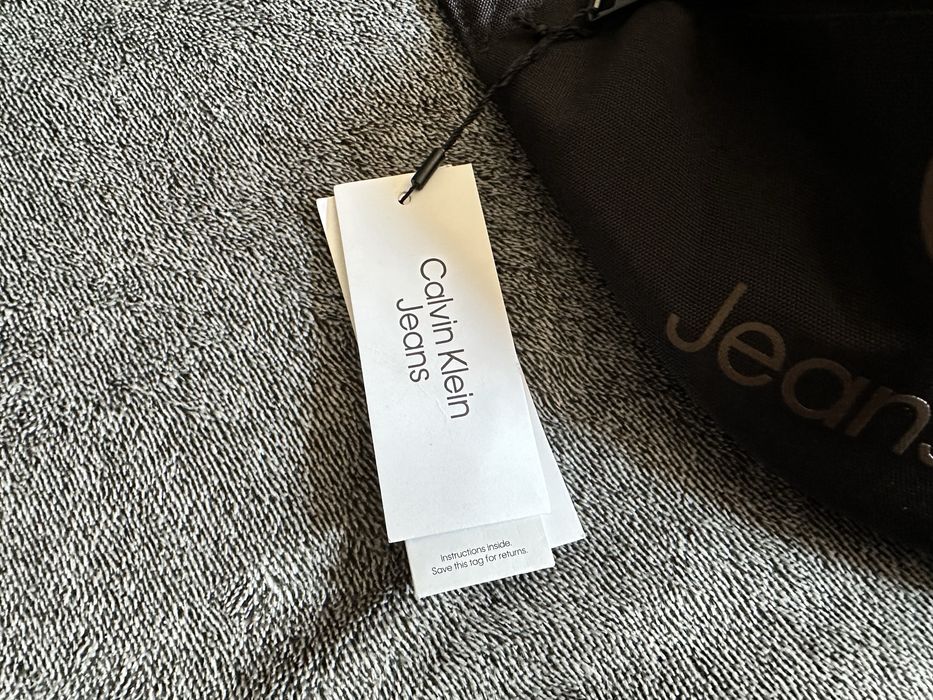 Calvin Klein
Jeans
Instructions inside.
Save this tag for returns.
Jeans